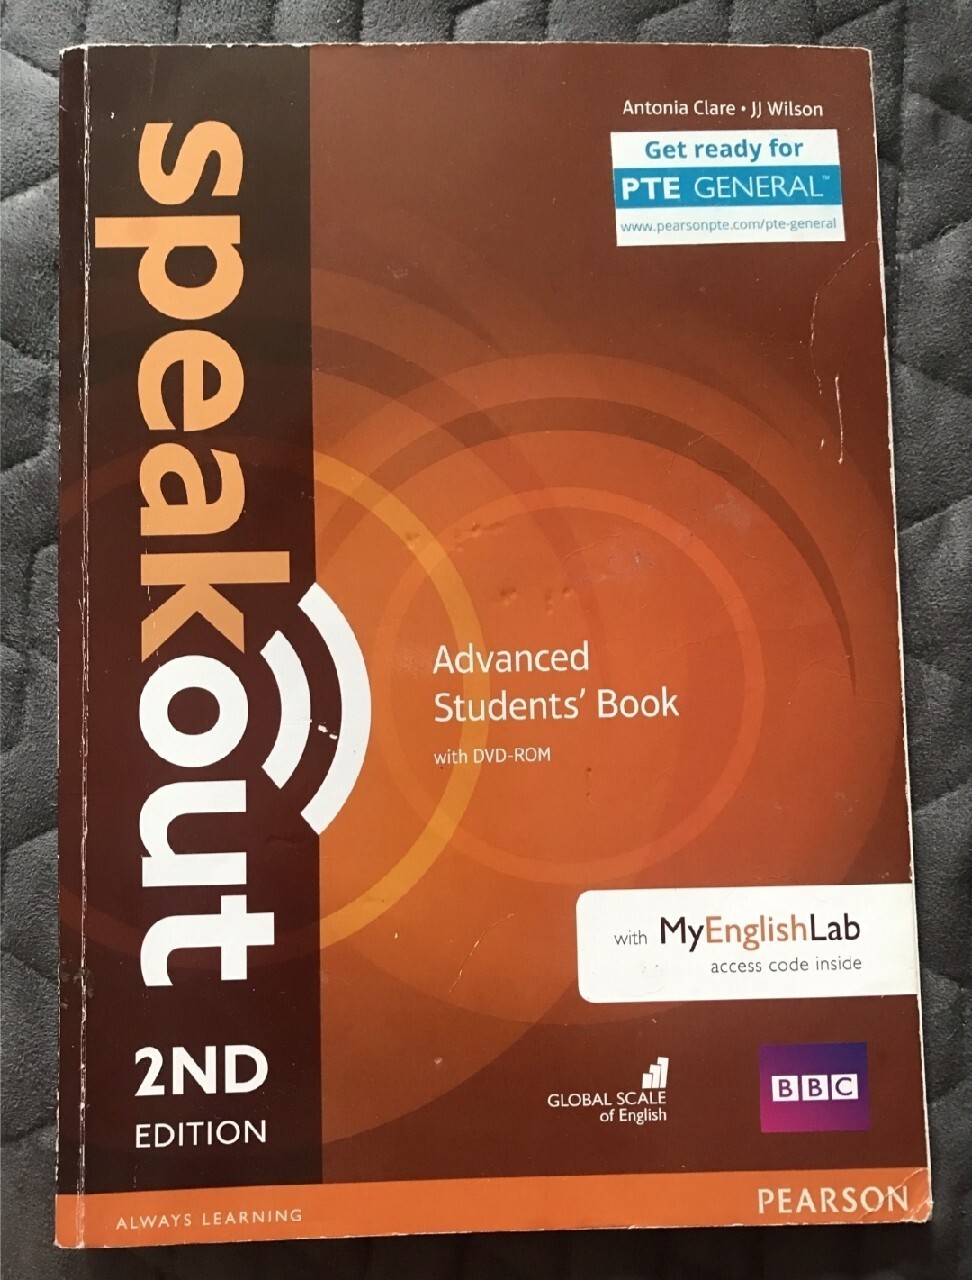 speakout
2ND
EDITION
Antonia Clare • JJ Wilson
Get ready for
PTE GENERAL™
www.pearsonpte.com/pte-general
Advanced
Students' Book
with DVD-ROM
with MyEnglishLab
access code inside
GLOBAL SCALE
of English
BBC
ALWAYS LEARNING
PEARSON